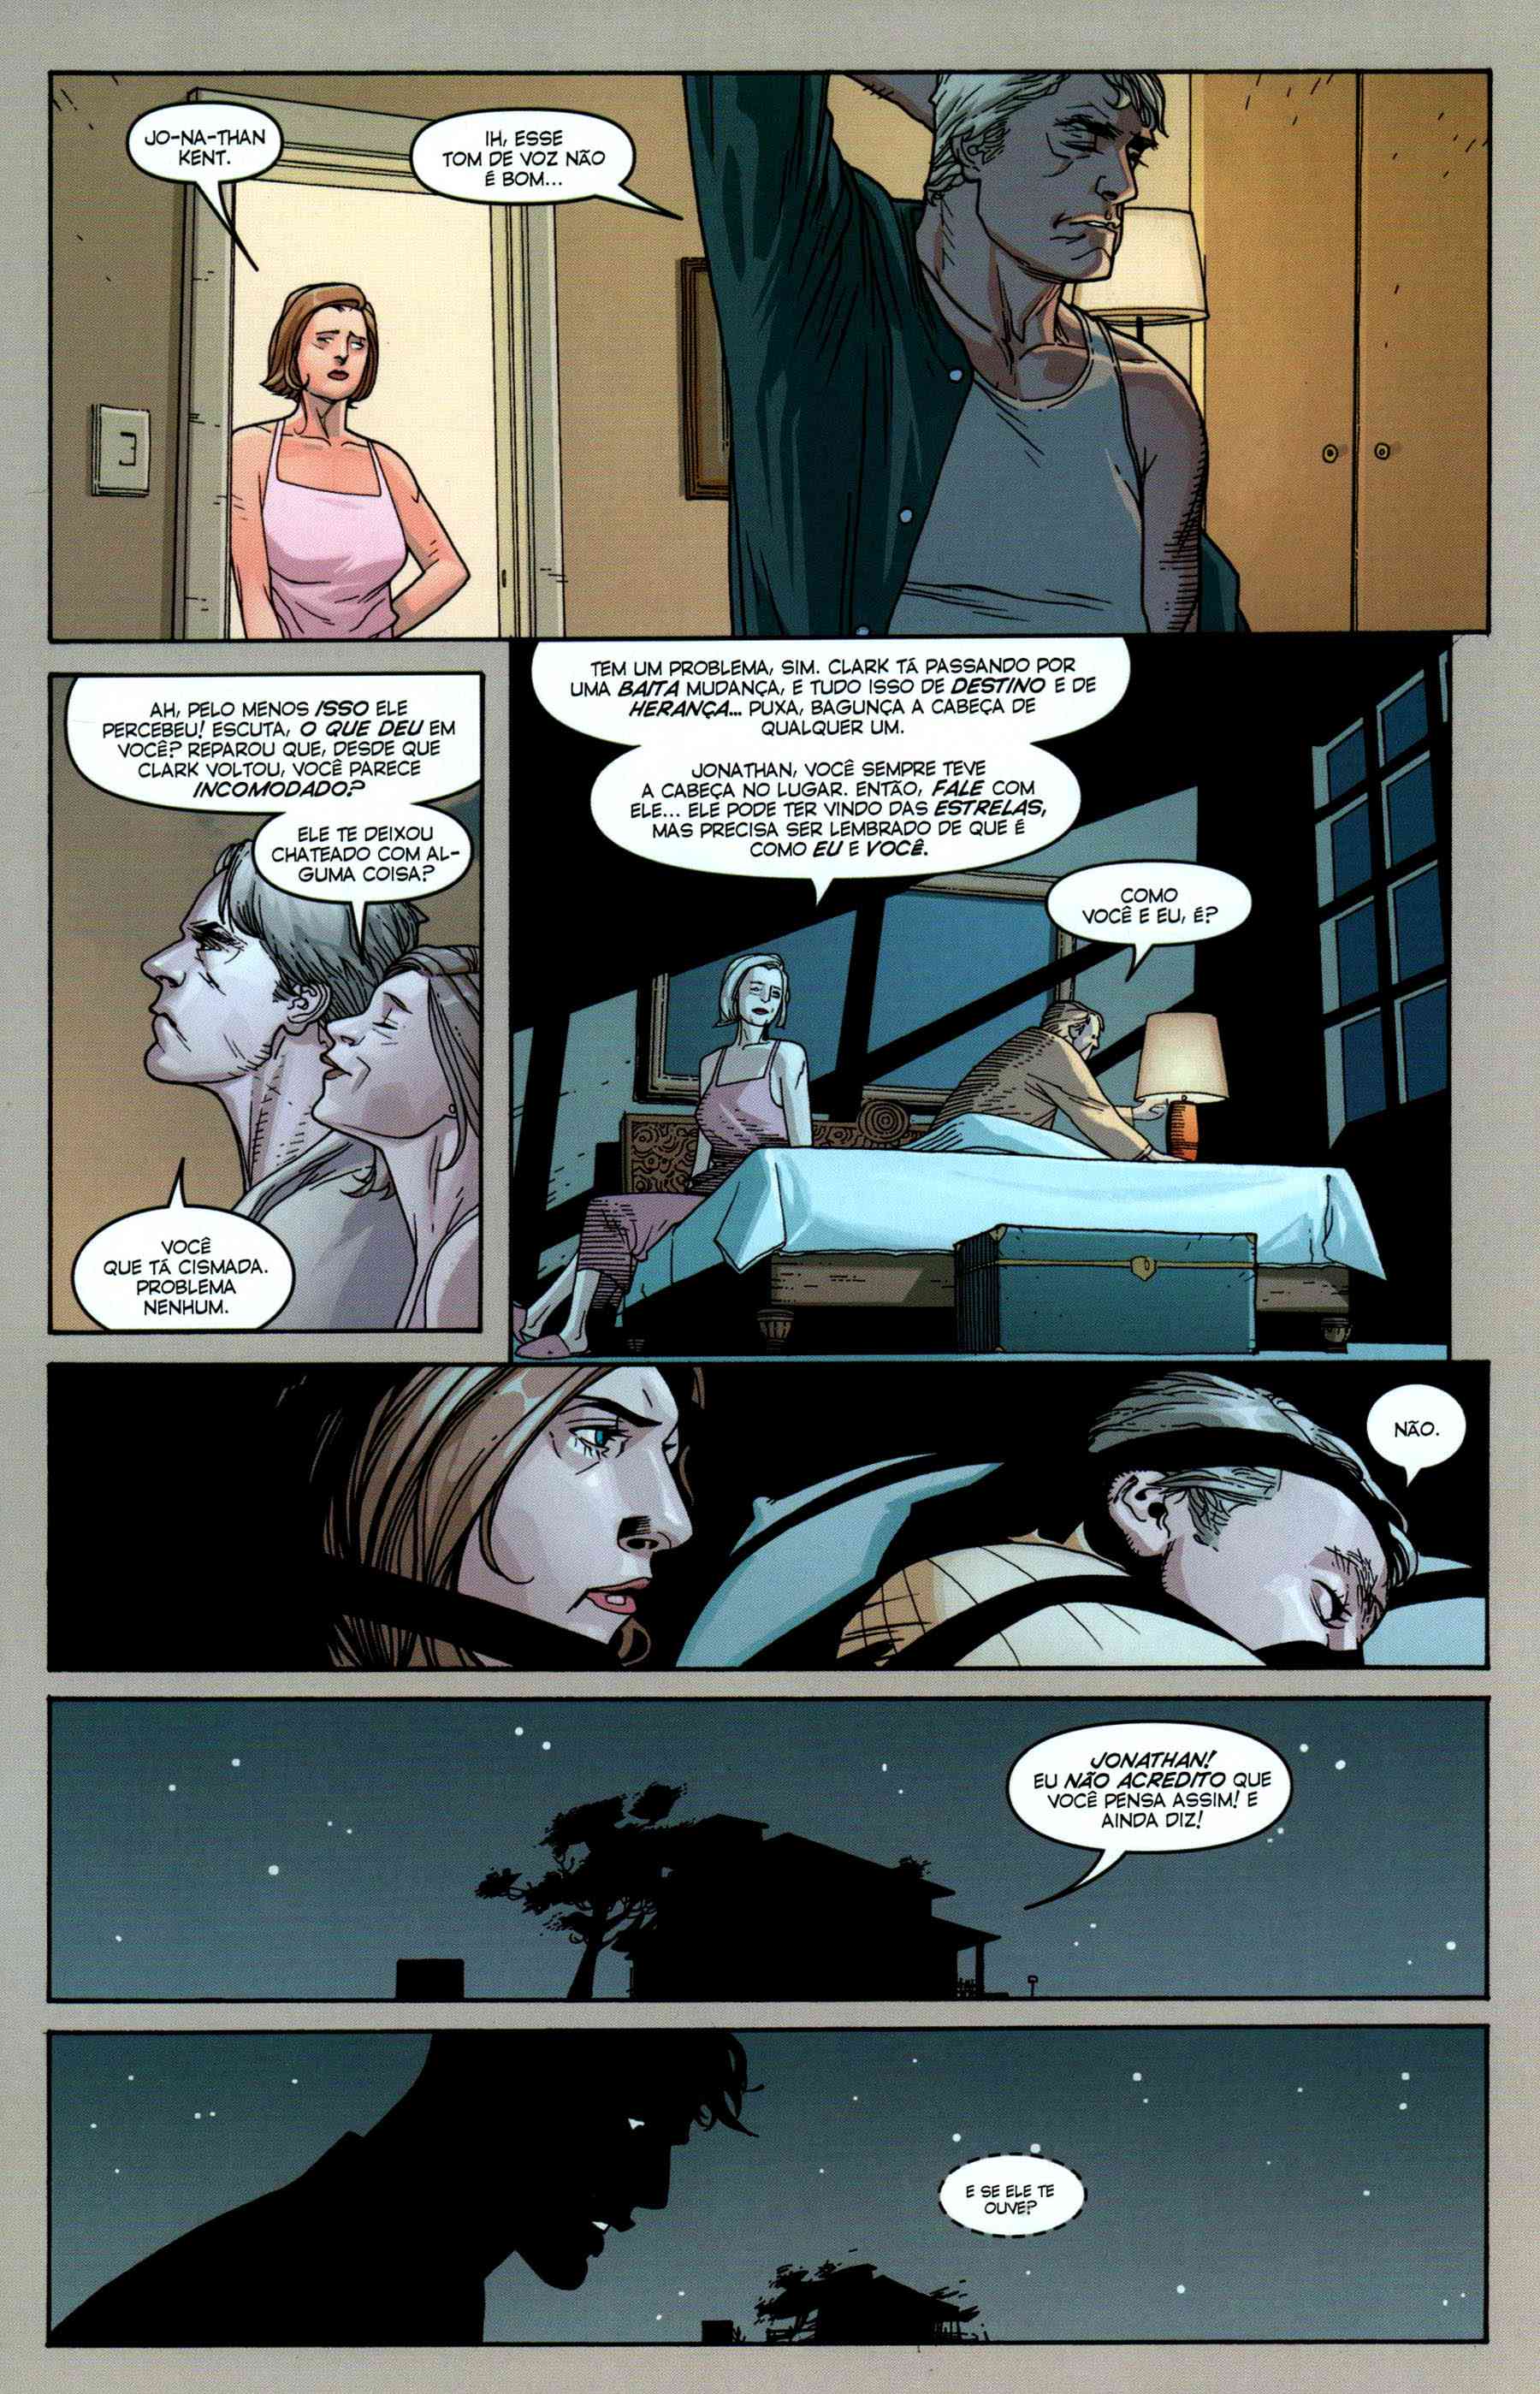 JO-NA-THAN
KENT.
IH, ESSE
TOM DE VOZ NÃO
É BOM...
AH, PELO MENOS ISSO ELE
PERCEBEU! ESCUTA, O QUE DEU EM
VOCÊ? REPAROU QUE, DESDE QUE
CLARK VOLTOU, VOCÊ PARECE
INCOMODADO?
ELE TE DEIXOU
CHATEADO COM AL-
GUMA COISA?
VOCÊ
QUE TÁ CISMADA.
PROBLEMA
NENHUM.
TEM UM PROBLEMA, SIM. CLARK TÁ PASSANDO POR
UMA BAITA MUDANÇA, E TUDO ISSO DE DESTINO E DE
HERANÇA... PUXA, BAGUNÇA A CABEÇA DE
QUALQUER UM.
JONATHAN, VOCÊ SEMPRE TEVE
A CABEÇA NO LUGAR. ENTÃO, FALE COM
ELE... ELE PODE TER VINDO DAS ESTRELAS,
MAS PRECISA SER LEMBRADO DE QUE É
COMO EU E VOCÊ.
COMO
VOCÊ E EU, É?
NÃO.
JONATHAN!
EU NÃO ACREDITO QUE
VOCÊ PENSA ASSIM! E
AINDA DIZ!
E SE ELE TE
OUVE?